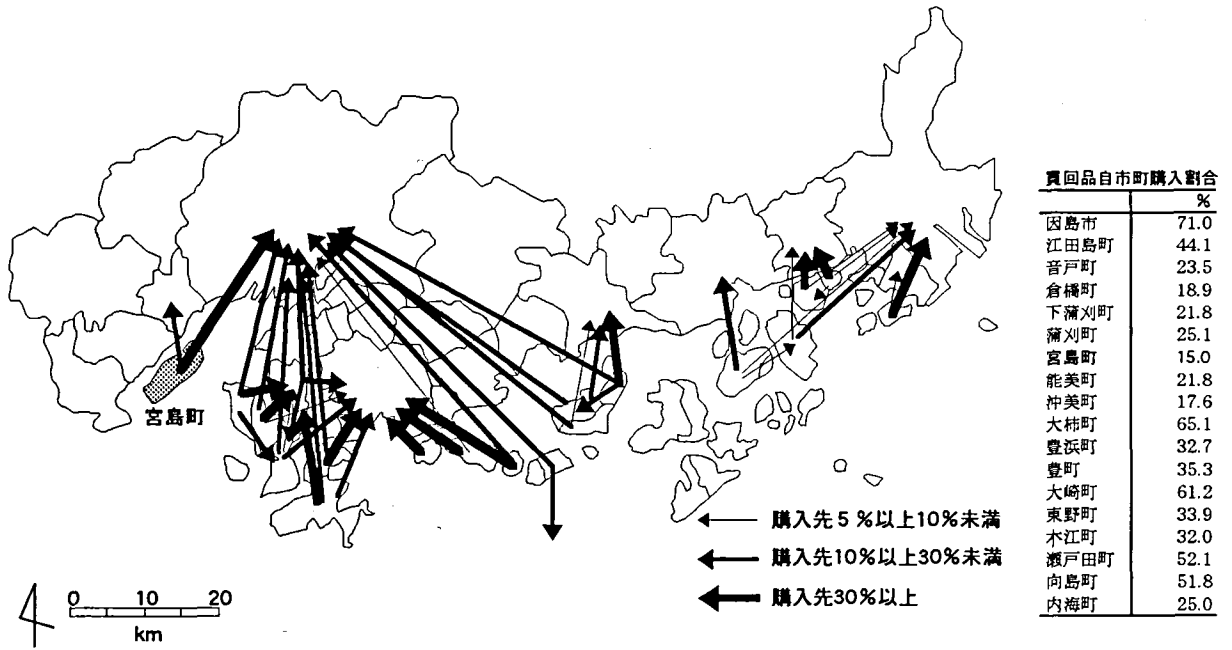 宮島町
0 10 20
km
購入先5%以上10%未満
購入先10%以上30%未満
購入先30%以上
買回品自市町購入割合
%
因島市 71.0
江田島町 44.1
音戸町 23.5
倉橋町 18.9
下蒲刈町 21.8
蒲刈町 25.1
宮島町 15.0
能美町 21.8
沖美町 17.6
大柿町 65.1
豊浜町 32.7
豊町 35.3
大崎町 61.2
東野町 33.9
木江町 32.0
瀬戸田町 52.1
向島町 51.8
内海町 25.0